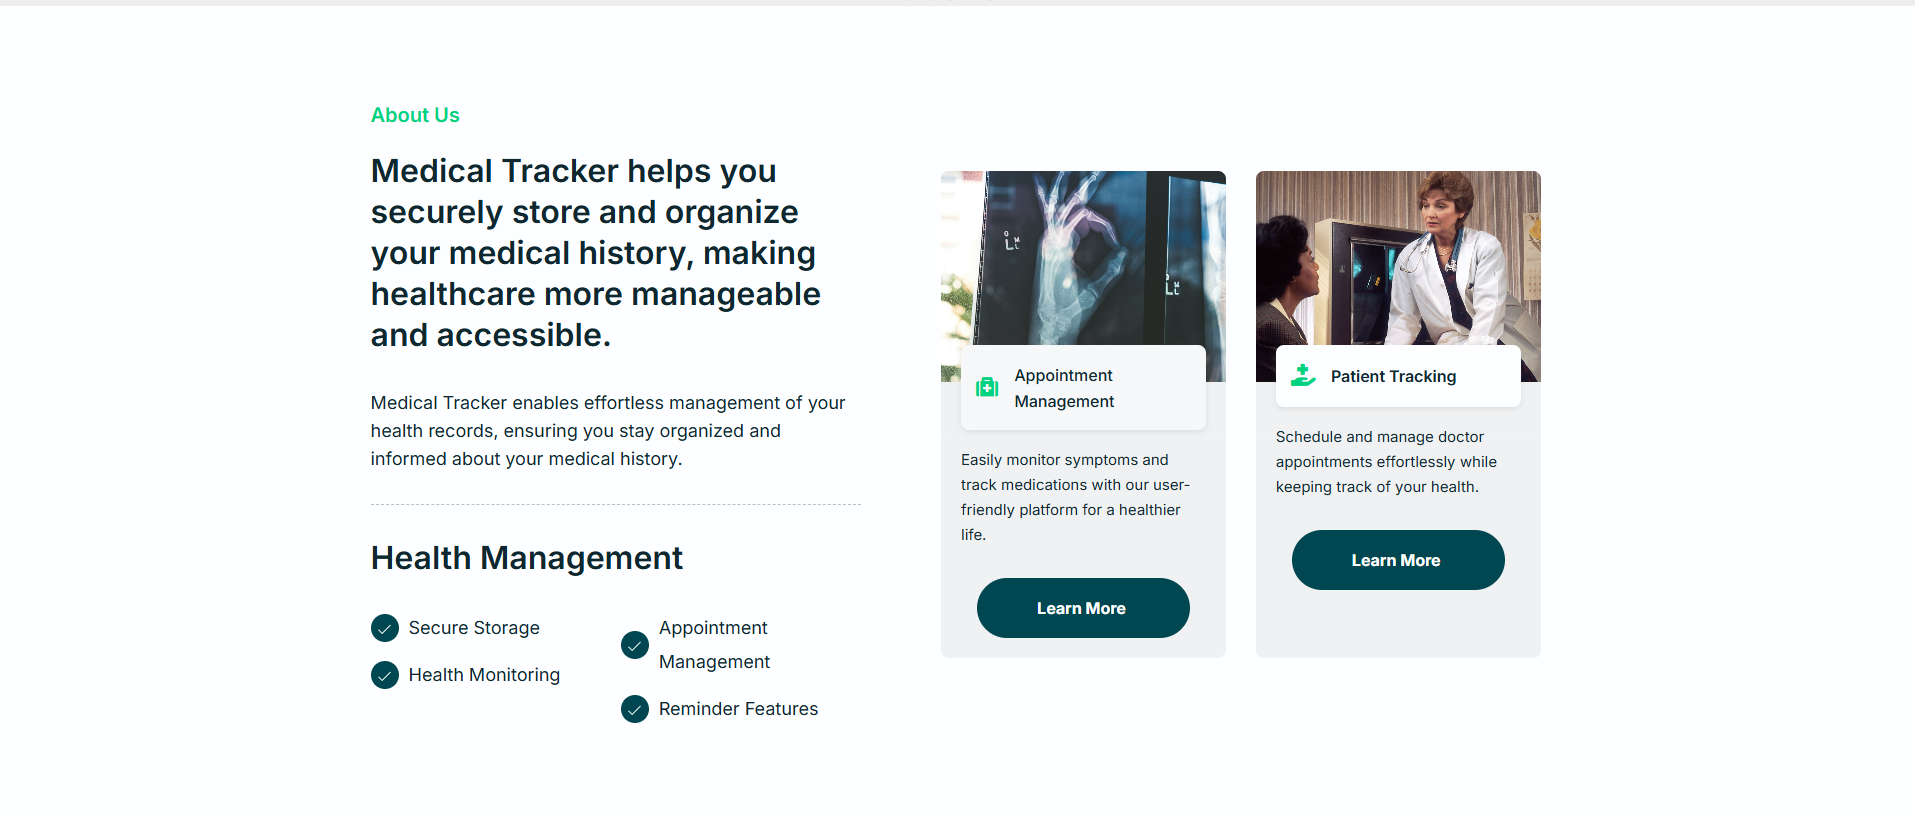 About Us
Medical Tracker helps you
securely store and organize
your medical history, making
healthcare more manageable
and accessible.
Medical Tracker enables effortless management of your
health records, ensuring you stay organized and
informed about your medical history.
Health Management
Secure Storage
Health Monitoring
Appointment
Management
Reminder Features
Appointment
Management
Easily monitor symptoms and
track medications with our user-
friendly platform for a healthier
life.
Learn More
Patient Tracking
Schedule and manage doctor
appointments effortlessly while
keeping track of your health.
Learn More